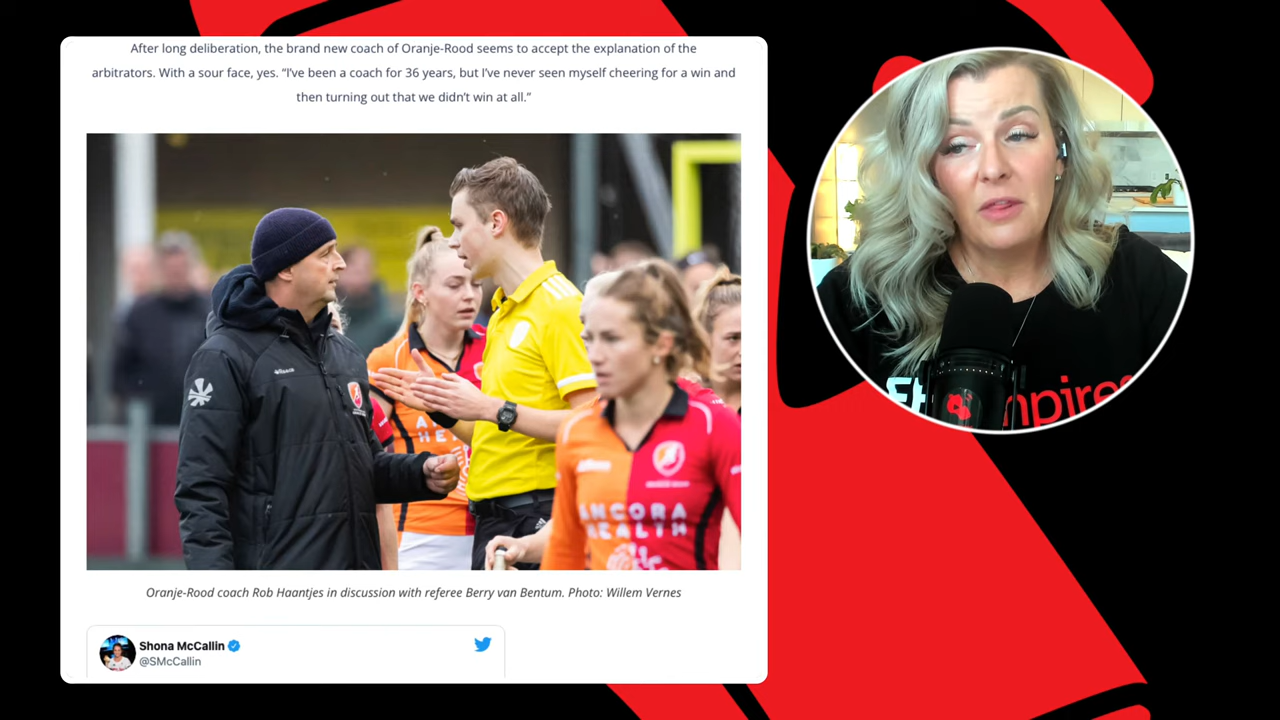 After long deliberation, the brand new coach of Oranje-Rood seems to accept the explanation of the
arbitrators. With a sour face, yes. “I’ve been a coach for 36 years, but I’ve never seen myself cheering for a win and
then turning out that we didn’t win at all.”
ANCORA
HEALTH
Oranje-Rood coach Rob Haantjes in discussion with referee Berry van Bentum. Photo: Willem Vernes
Shona McCallin
@SMcCallin